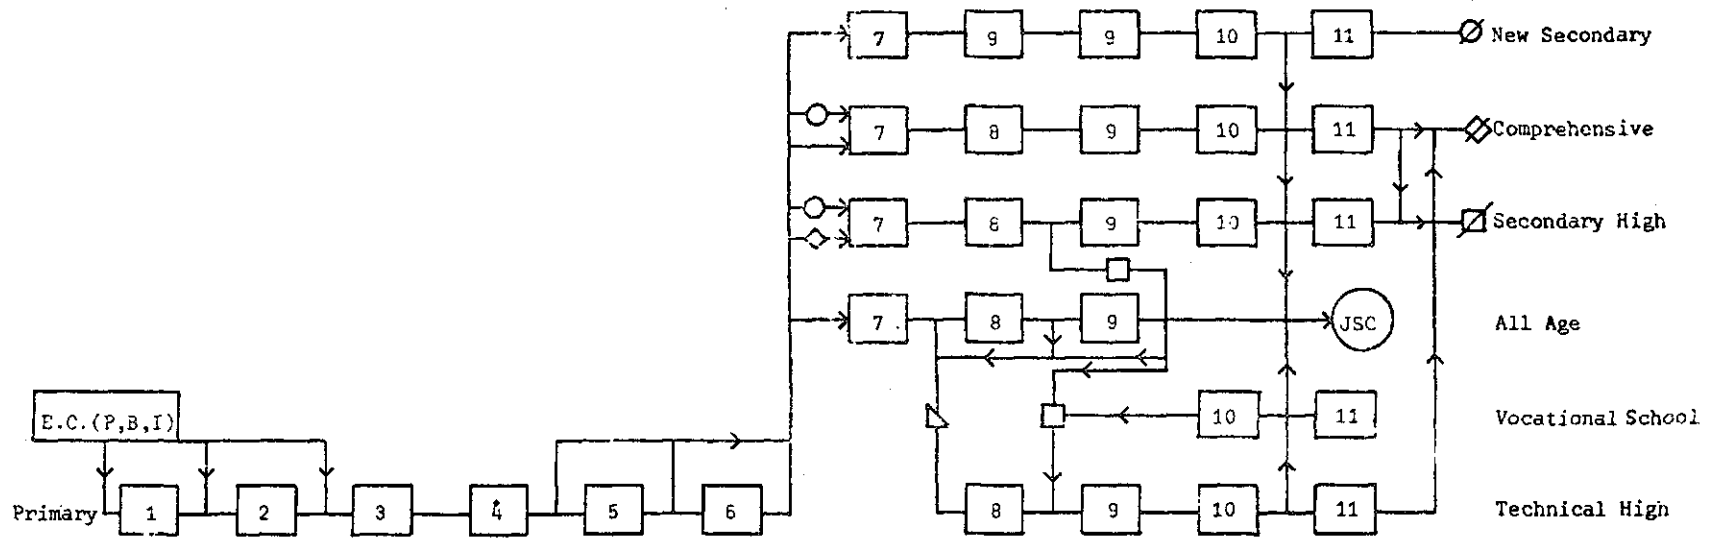 7 9 9 10 11 New Secondary
7 8 9 10 11 Comprehensive
7 8 9 10 11 Secondary High
7 8 9 JSC All Age
E.C.(P,B,I) 10 11 Vocational School
Primary 1 2 3 4 5 6 8 9 10 11 Technical High